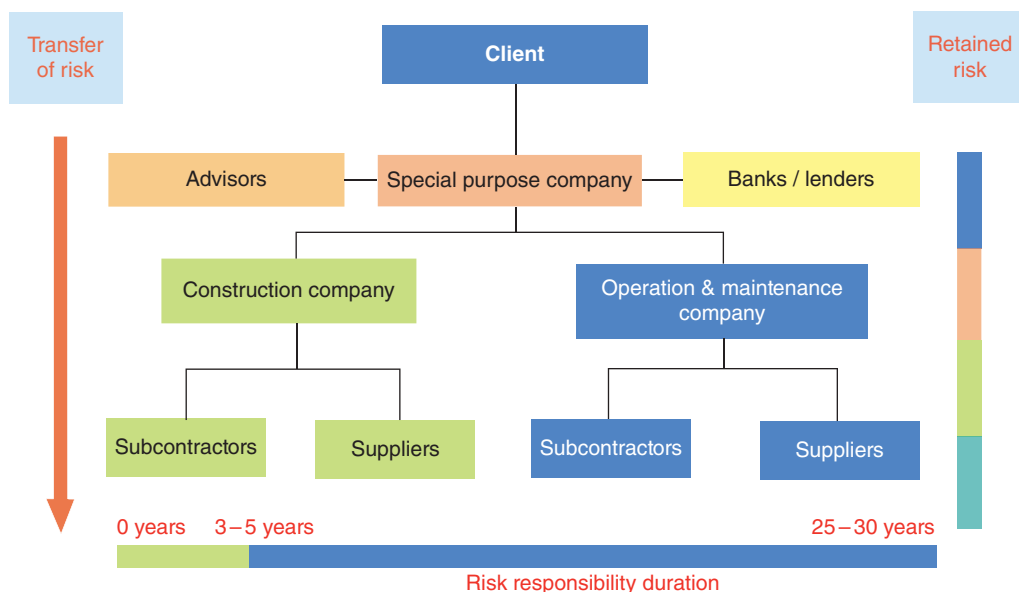 Transfer
of risk
Client
Retained
risk
Advisors
Special purpose company
Banks / lenders
Construction company
Operation & maintenance
company
Subcontractors
Suppliers
Subcontractors
Suppliers
0 years
3–5 years
25–30 years
Risk responsibility duration